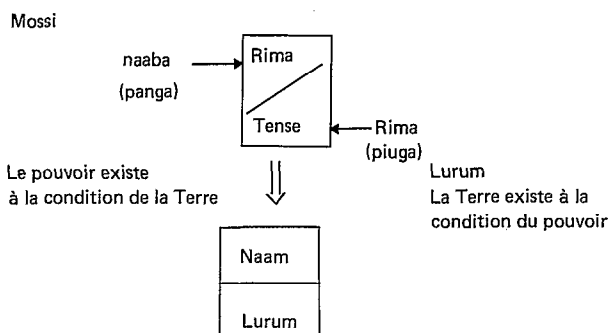 Mossi
naaba
(panga)
Rima
Tense
Rima
(piuga)
Le pouvoir existe
à la condition de la Terre
Lurum
La Terre existe à la
condition du pouvoir
Naam
Lurum